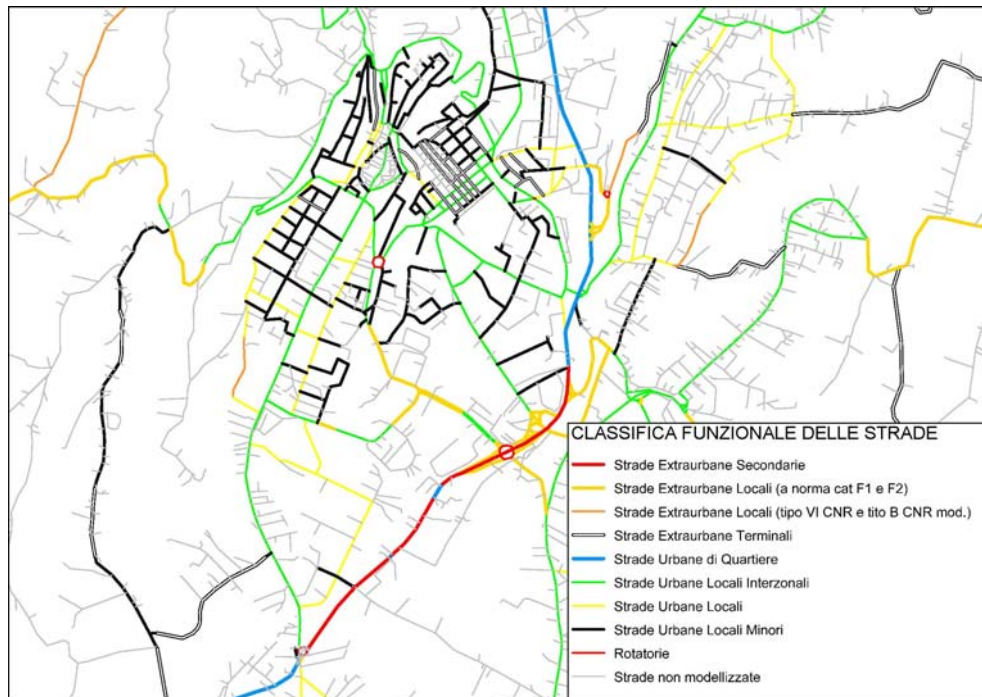 CLASSIFICA FUNZIONALE DELLE STRADE
Strade Extraurbane Secondarie
Strade Extraurbane Locali (a norma cat F1 e F2)
Strade Extraurbane Locali (tipo VI CNR e tito B CNR mod.)
Strade Extraurbane Terminali
Strade Urbane di Quartiere
Strade Urbane Locali Interzonali
Strade Urbane Locali
Strade Urbane Locali Minori
Rotatorie
Strade non modellizzate